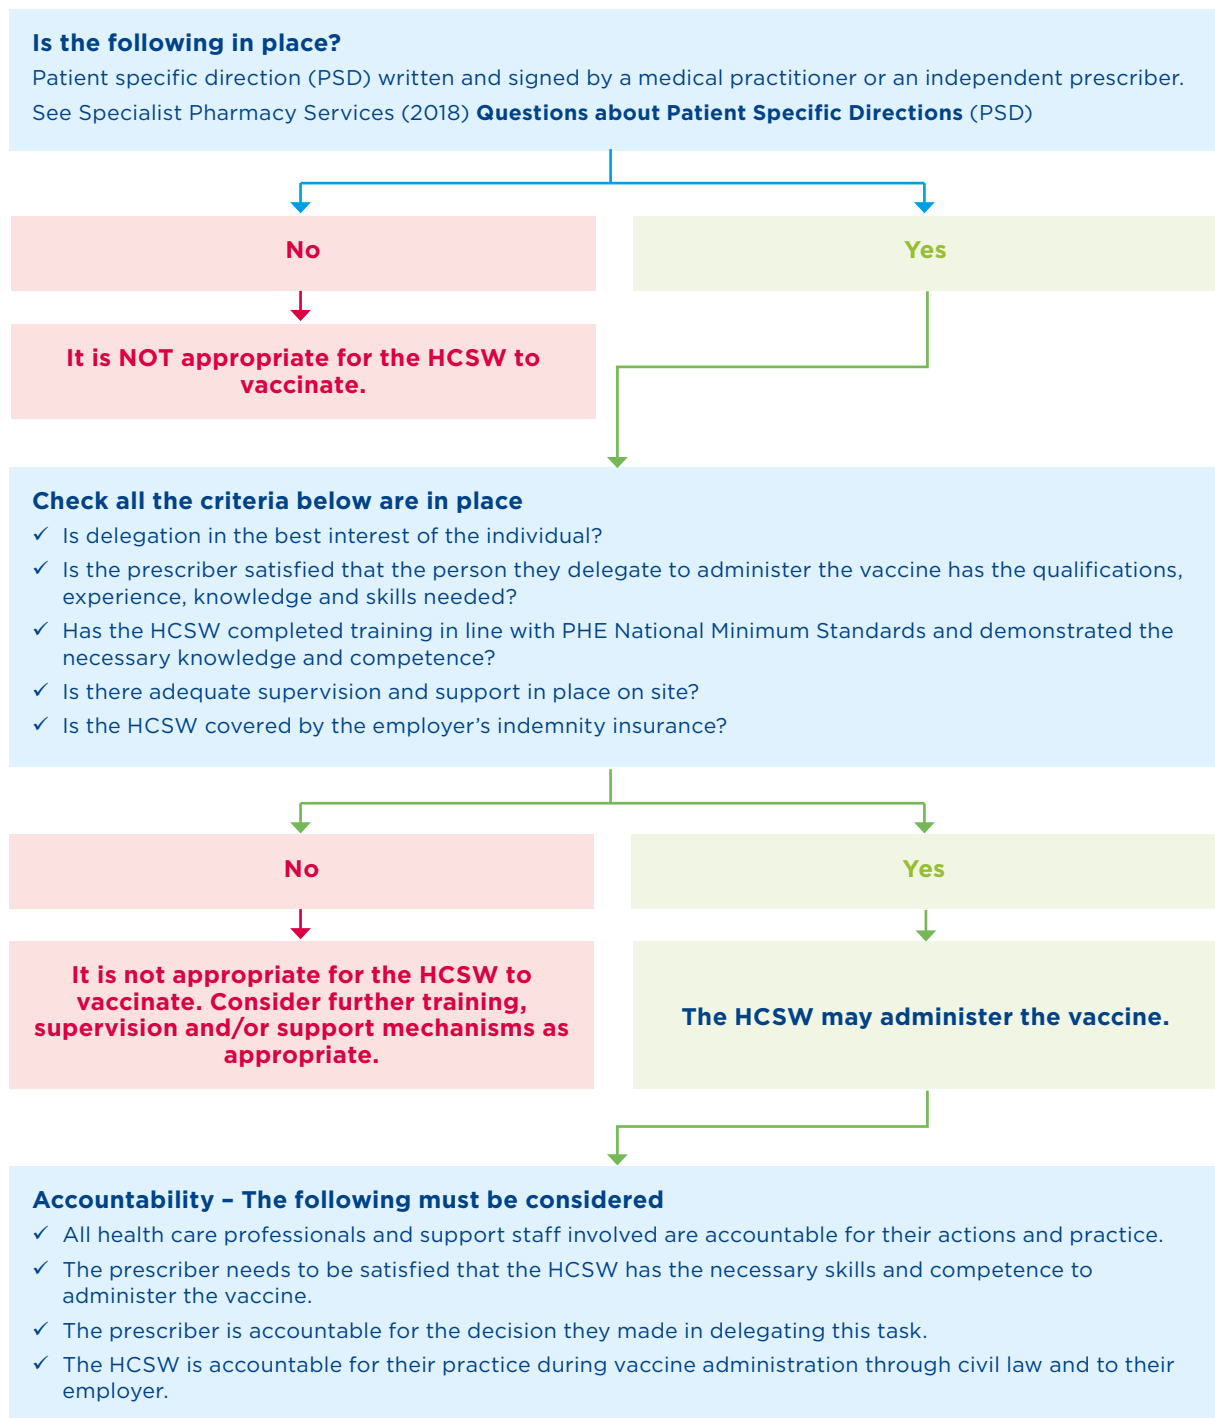 Is the following in place?
Patient specific direction (PSD) written and signed by a medical practitioner or an independent prescriber.
See Specialist Pharmacy Services (2018) Questions about Patient Specific Directions (PSD)
No
Yes
It is NOT appropriate for the HCSW to
vaccinate.
Check all the criteria below are in place
✓ Is delegation in the best interest of the individual?
✓ Is the prescriber satisfied that the person they delegate to administer the vaccine has the qualifications,
experience, knowledge and skills needed?
✓ Has the HCSW completed training in line with PHE National Minimum Standards and demonstrated the
necessary knowledge and competence?
✓ Is there adequate supervision and support in place on site?
✓ Is the HCSW covered by the employer’s indemnity insurance?
No
Yes
It is not appropriate for the HCSW to
vaccinate. Consider further training,
supervision and/or support mechanisms as
appropriate.
The HCSW may administer the vaccine.
Accountability – The following must be considered
✓ All health care professionals and support staff involved are accountable for their actions and practice.
✓ The prescriber needs to be satisfied that the HCSW has the necessary skills and competence to
administer the vaccine.
✓ The prescriber is accountable for the decision they made in delegating this task.
✓ The HCSW is accountable for their practice during vaccine administration through civil law and to their
employer.